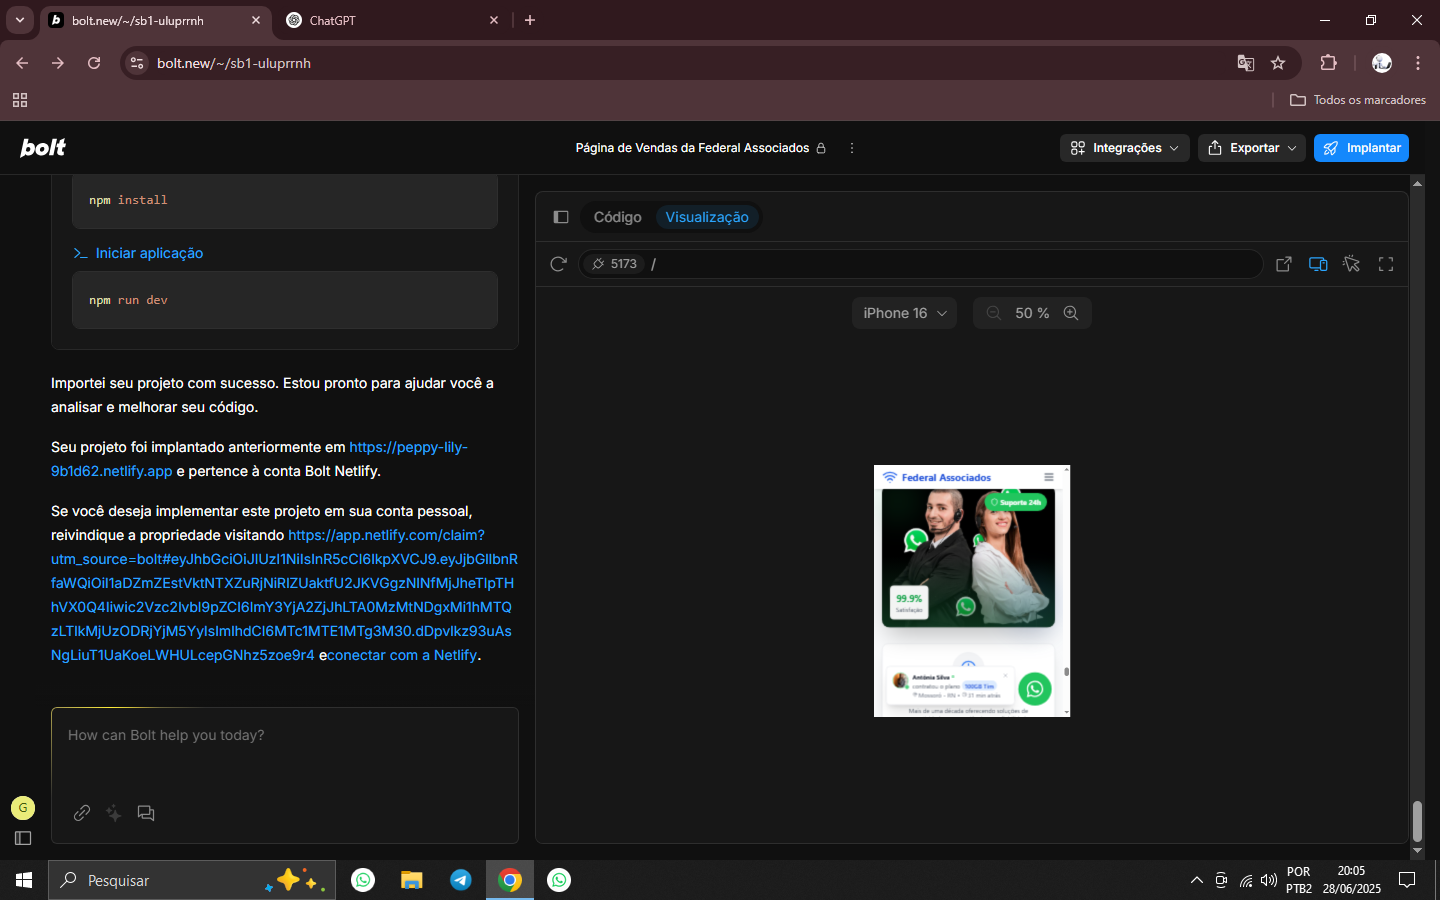 bolt.new/~/sb1-uluprrnh
ChatGPT
bolt.new/~/sb1-uluprrnh
Todos os marcadores
bolt
Página de Vendas da Federal Associados
Integrações
Exportar
Implantar
npm install
Iniciar aplicação
npm run dev
Importei seu projeto com sucesso. Estou pronto para ajudar você a
analisar e melhorar seu código.
Seu projeto foi implantado anteriormente em https://peppy-lily-
9b1d62.netlify.app e pertence à conta Bolt Netlify.
Se você deseja implementar este projeto em sua conta pessoal,
reivindique a propriedade visitando https://app.netlify.com/claim?
How can Bolt help you today?
G
Código
Visualização
5173
/
iPhone 16
50 %
Federal Associados
Suporte 24h
99.9%
Satisfação
Antônia Silva
contratou o plano 100GB Tim
Mossoró - RN • 31 min atrás
Mais de uma década oferecendo soluções de
econectar com a Netlify.
Pesquisar
POR
PTB2
20:05
28/06/2025